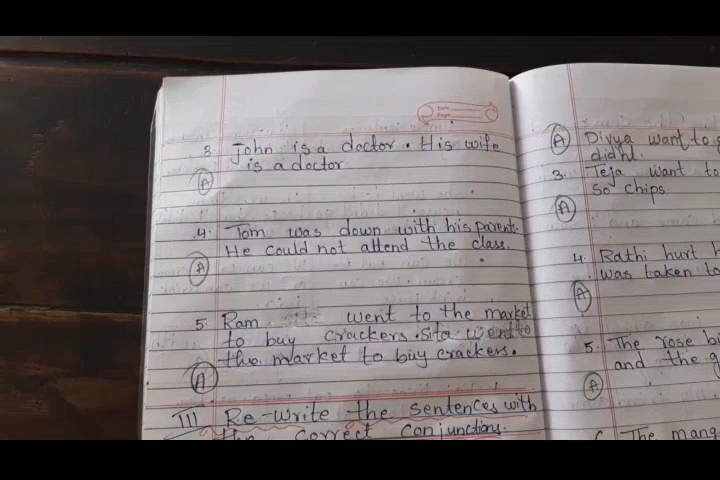 3. John is a doctor. His wife
is a doctor
A
4. Tom was down with his parents.
He could not attend the class.
A
5. Ram went to the market
to buy crackers. Sita went to
the market to buy crackers.
A
III Re-write the sentences with
the correct conjunctions.
A Divya want to
didn't.
3. Teja want to
so chips.
A
4. Rathi hurt
was taken to
A
5. The rose
and the
A
The